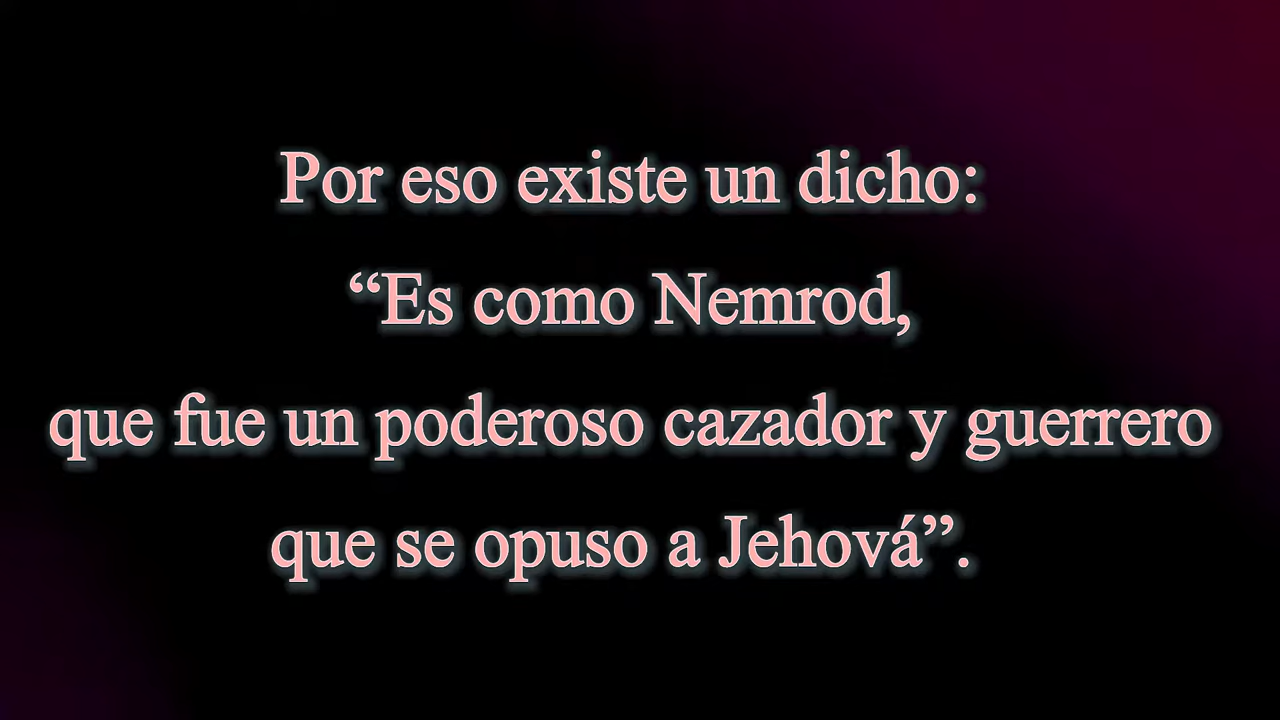 Por eso existe un dicho:
“Es como Nemrod,
que fue un poderoso cazador y guerrero
que se opuso a Jehová”.